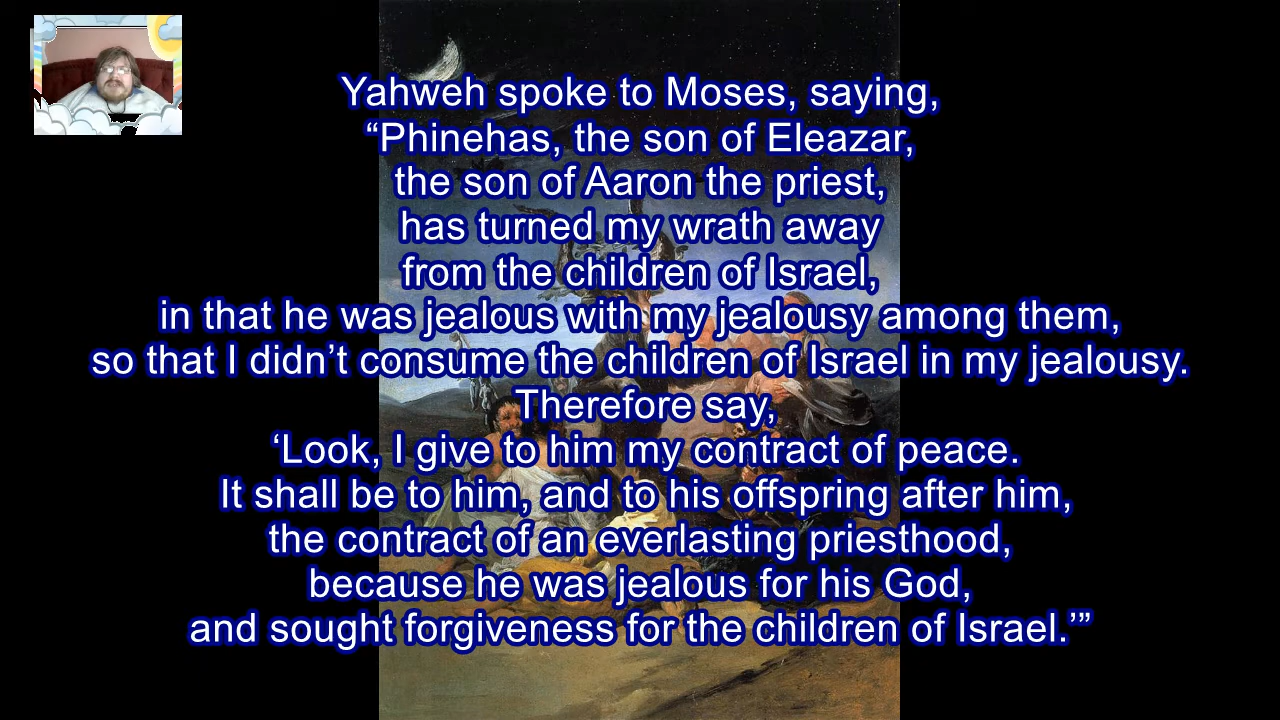 Yahweh spoke to Moses, saying,
“Phinehas, the son of Eleazar,
the son of Aaron the priest,
has turned my wrath away
from the children of Israel,
in that he was jealous with my jealousy among them,
so that I didn’t consume the children of Israel in my jealousy.
Therefore say,
‘Look, I give to him my contract of peace.
It shall be to him, and to his offspring after him,
the contract of an everlasting priesthood,
because he was jealous for his God,
and sought forgiveness for the children of Israel.’”